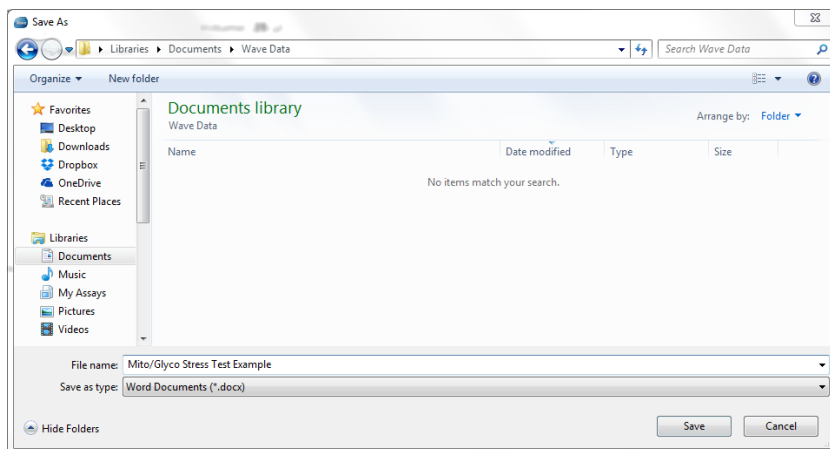 Save As
Libraries Documents Wave Data Search Wave Data
Organize New folder
Favorites
Desktop
Downloads
Dropbox
OneDrive
Recent Places
Libraries
Documents
Music
My Assays
Pictures
Videos
Documents library
Wave Data
Arrange by: Folder
Name Date modified Type Size
No items match your search.
File name: Mito/Glyco Stress Test Example
Save as type: Word Documents (*.docx)
Hide Folders Save Cancel